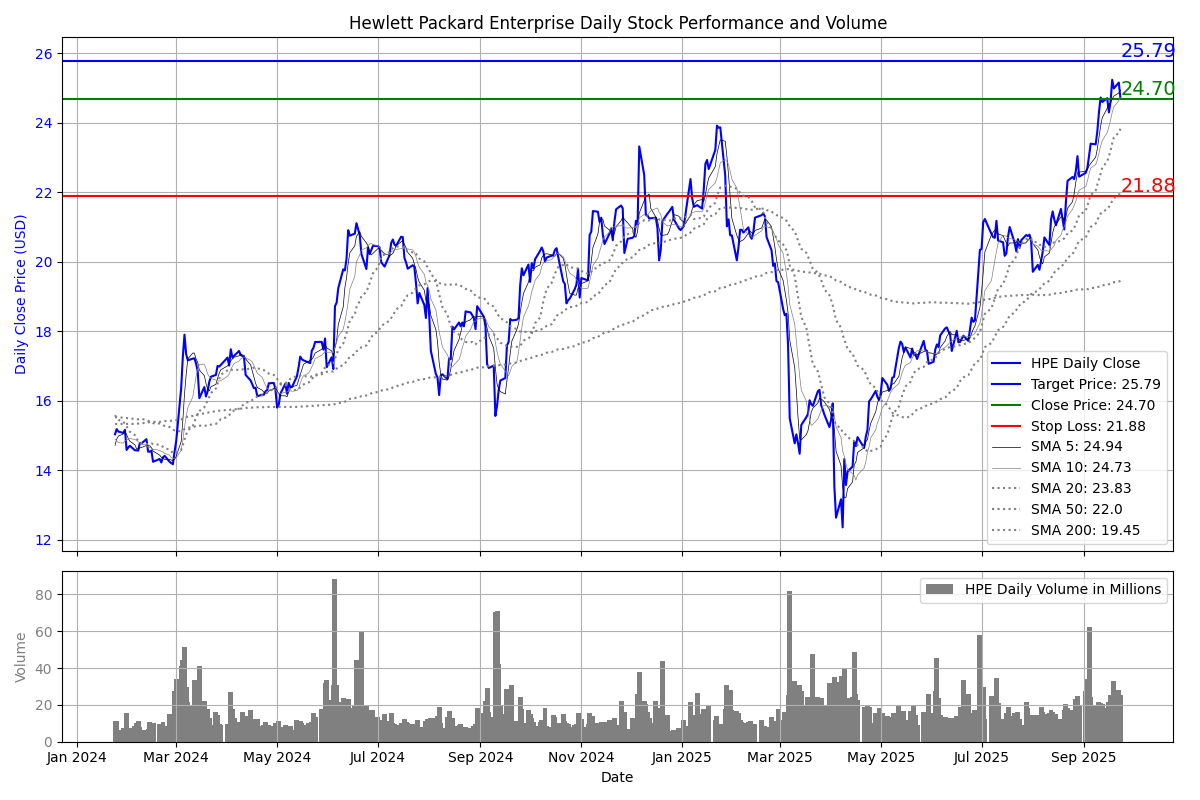 Hewlett Packard Enterprise Daily Stock Performance and Volume
Daily Close Price (USD)
26
24
22
20
18
16
14
12
25.79
24.70
21.88
HPE Daily Close
Target Price: 25.79
Close Price: 24.70
Stop Loss: 21.88
SMA 5: 24.94
SMA 10: 24.73
SMA 20: 23.83
SMA 50: 22.0
SMA 200: 19.45
Volume
80
60
40
20
0
HPE Daily Volume in Millions
Jan 2024 Mar 2024 May 2024 Jul 2024 Sep 2024 Nov 2024 Jan 2025 Mar 2025 May 2025 Jul 2025 Sep 2025
Date